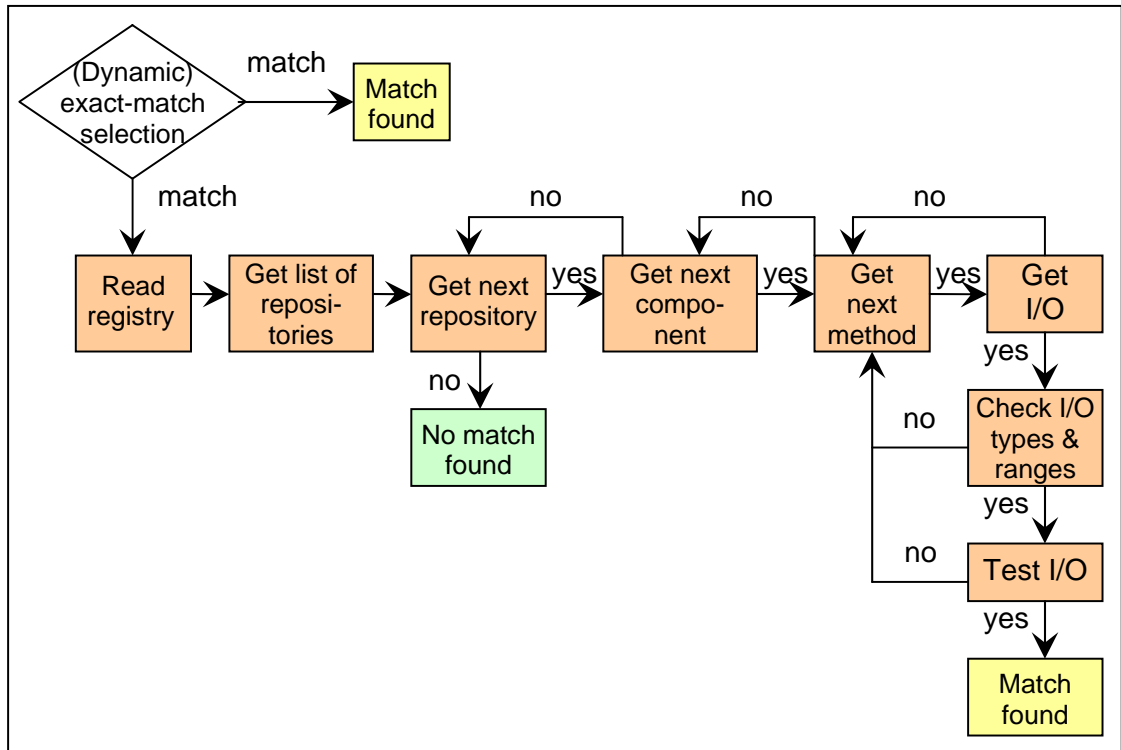 (Dynamic)
exact-match
selection
match
Match
found
match
no
no
no
Read
registry
Get list of
reposi-
tories
Get next
repository
yes
Get next
compo-
nent
yes
Get
next
method
yes
Get
I/O
no
No match
found
yes
no
Check I/O
types &
ranges
yes
no
Test I/O
yes
Match
found